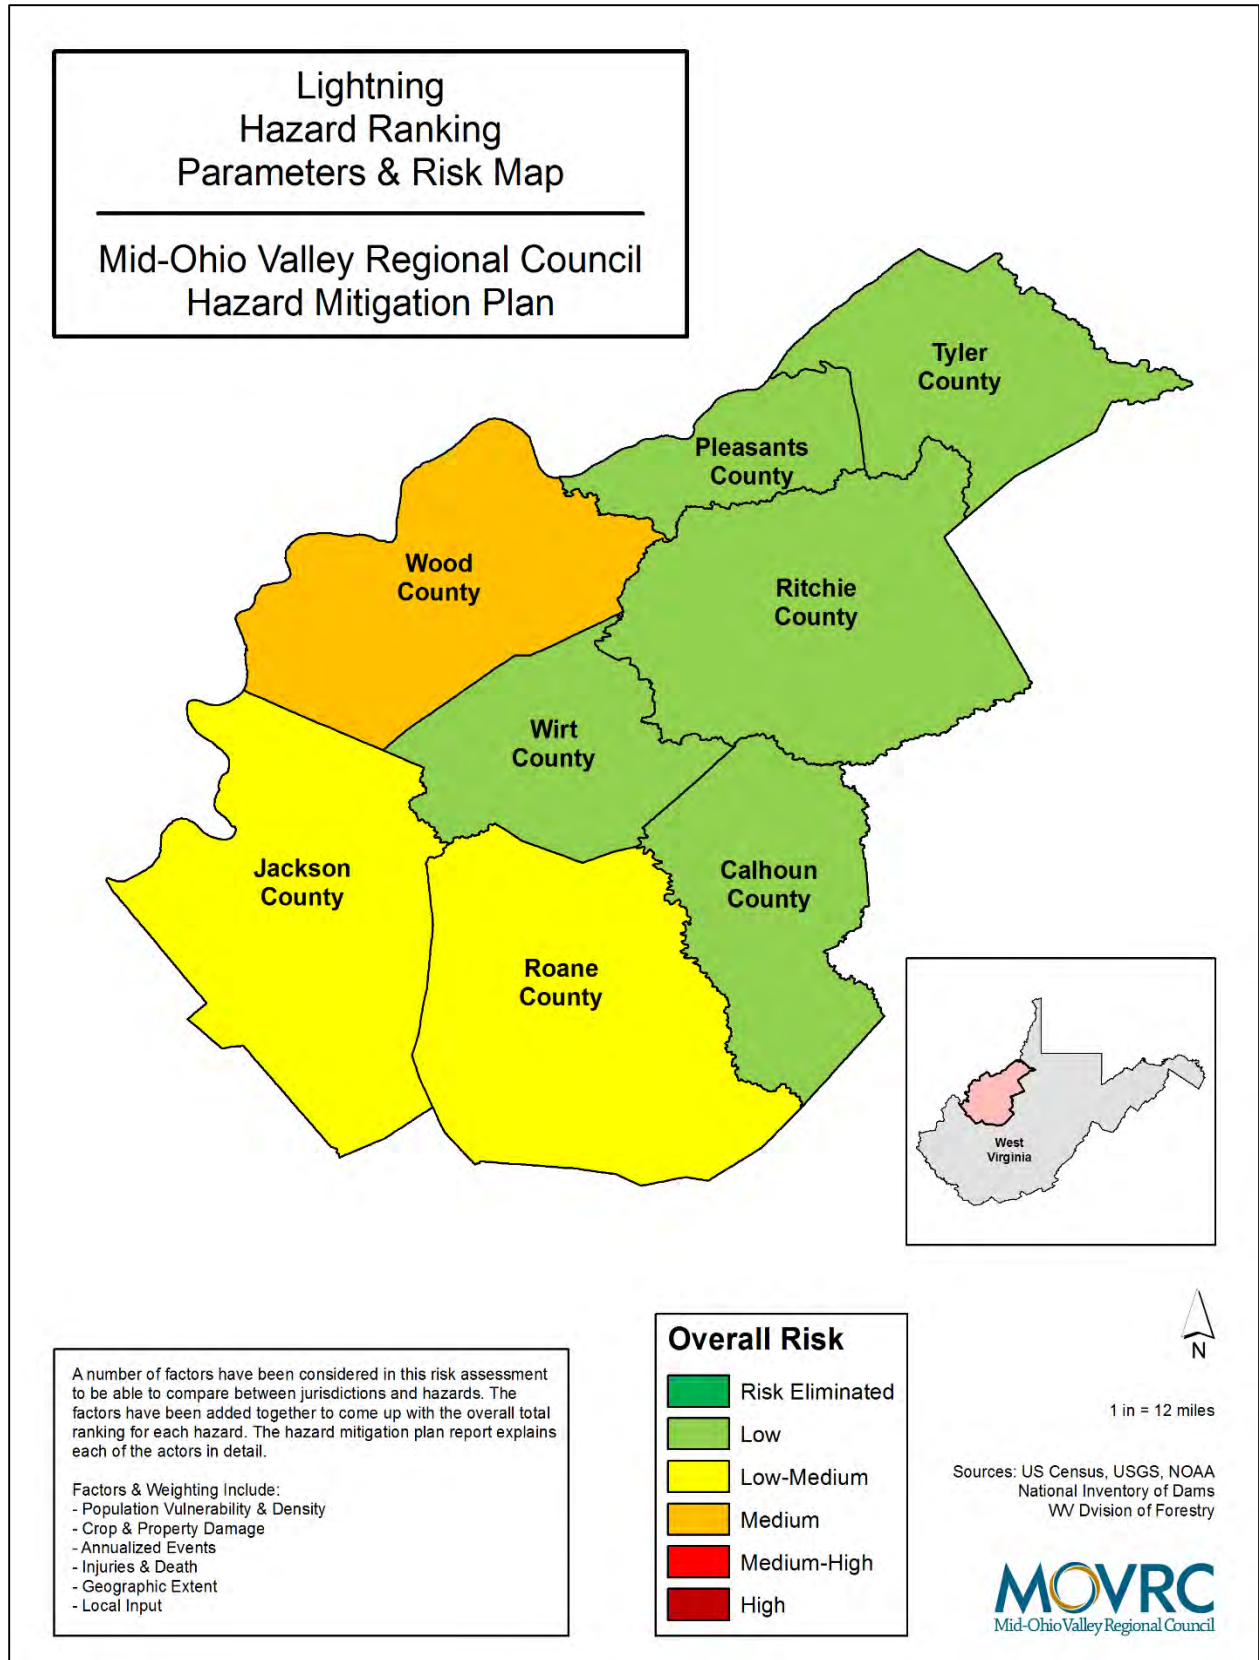 Lightning
Hazard Ranking
Parameters & Risk Map
Mid-Ohio Valley Regional Council
Hazard Mitigation Plan
Tyler
County
Pleasants
County
Wood
County
Ritchie
County
Wirt
County
Jackson
County
Calhoun
County
Roane
County
West
Virginia
A number of factors have been considered in this risk assessment
to be able to compare between jurisdictions and hazards. The
factors have been added together to come up with the overall total
ranking for each hazard. The hazard mitigation plan report explains
each of the actors in detail.
Factors & Weighting Include:
- Population Vulnerability & Density
- Crop & Property Damage
- Annualized Events
- Injuries & Death
- Geographic Extent
- Local Input
Overall Risk
Risk Eliminated
Low
Low-Medium
Medium
Medium-High
High
N
1 in = 12 miles
Sources: US Census, USGS, NOAA
National Inventory of Dams
WV Division of Forestry
MOVRC
Mid-Ohio Valley Regional Council